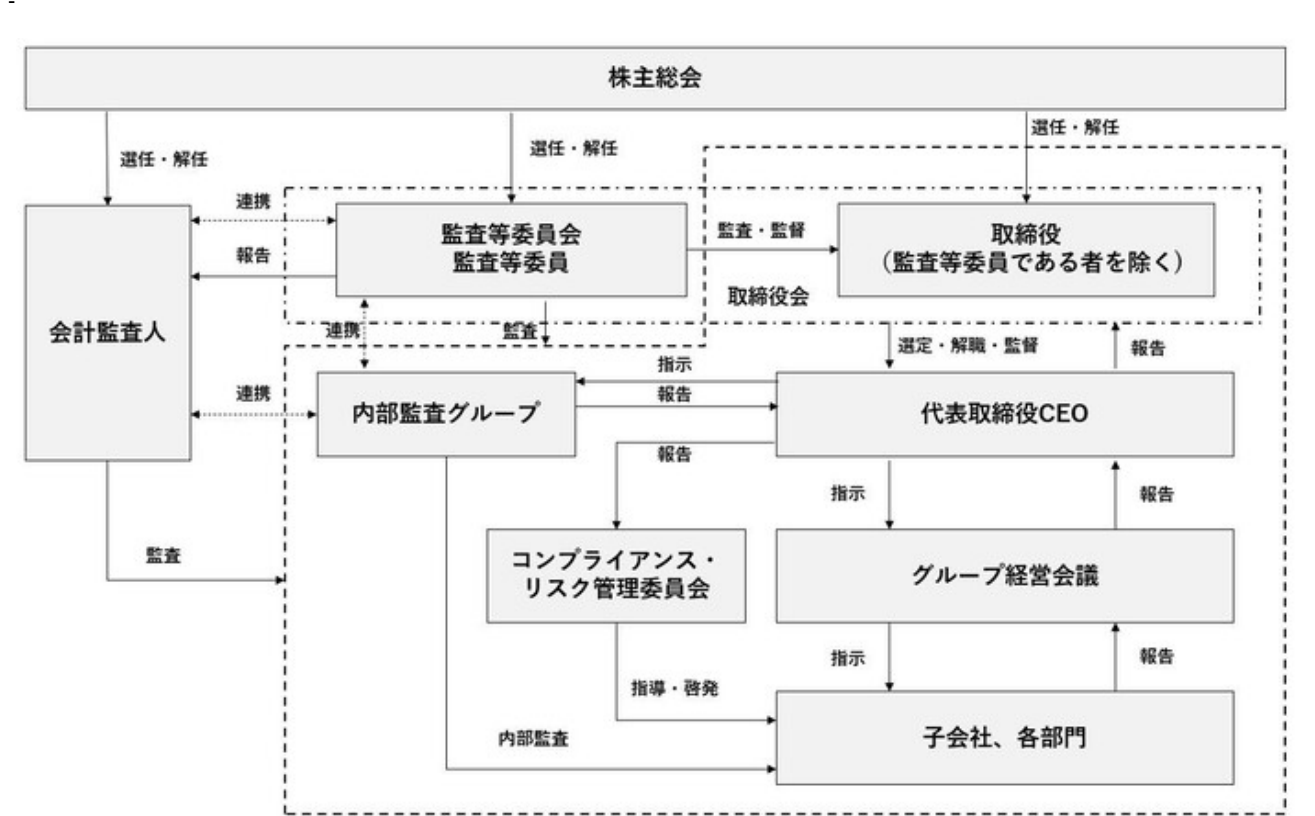 株主総会
選任・解任
選任・解任
選任・解任
連携
監査等委員会
監査等委員
監査・監督
取締役
（監査等委員である者を除く）
報告
取締役会
会計監査人
連携
監査
選定・解職・監督
報告
指示
連携
内部監査グループ
報告
代表取締役CEO
報告
指示
報告
監査
コンプライアンス・
リスク管理委員会
グループ経営会議
指示
報告
指導・啓発
内部監査
子会社、各部門